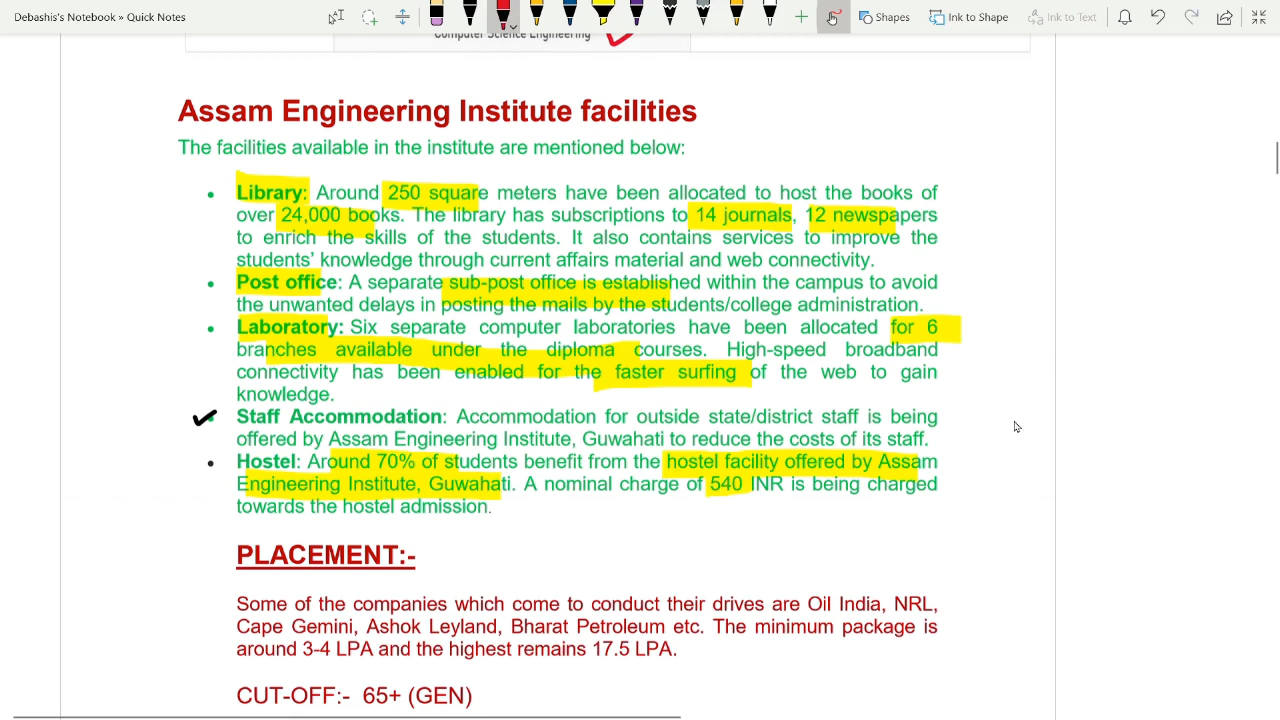 Debashis's Notebook » Quick Notes
Shapes
Ink to Shape
Ink to Text
Computer Science Engineering
Assam Engineering Institute facilities
The facilities available in the institute are mentioned below:
• Library: Around 250 square meters have been allocated to host the books of
over 24,000 books. The library has subscriptions to 14 journals, 12 newspapers
to enrich the skills of the students. It also contains services to improve the
students' knowledge through current affairs material and web connectivity.
• Post office: A separate sub-post office is established within the campus to avoid
the unwanted delays in posting the mails by the students/college administration.
• Laboratory: Six separate computer laboratories have been allocated for 6
branches available under the diploma courses. High-speed broadband
connectivity has been enabled for the faster surfing of the web to gain
knowledge.
• Staff Accommodation: Accommodation for outside state/district staff is being
offered by Assam Engineering Institute, Guwahati to reduce the costs of its staff.
• Hostel: Around 70% of students benefit from the hostel facility offered by Assam
Engineering Institute, Guwahati. A nominal charge of 540 INR is being charged
towards the hostel admission.
PLACEMENT:-
Some of the companies which come to conduct their drives are Oil India, NRL,
Cape Gemini, Ashok Leyland, Bharat Petroleum etc. The minimum package is
around 3-4 LPA and the highest remains 17.5 LPA.
CUT-OFF:- 65+ (GEN)